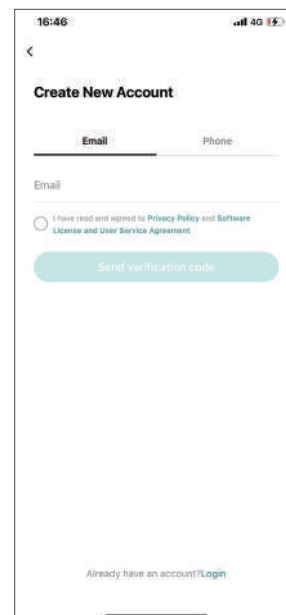 16:46 4G
Create New Account
Email Phone
Email
I have read and agreed to Privacy Policy and Software
License and User Service Agreement
Send verification code
Already have an account?Login